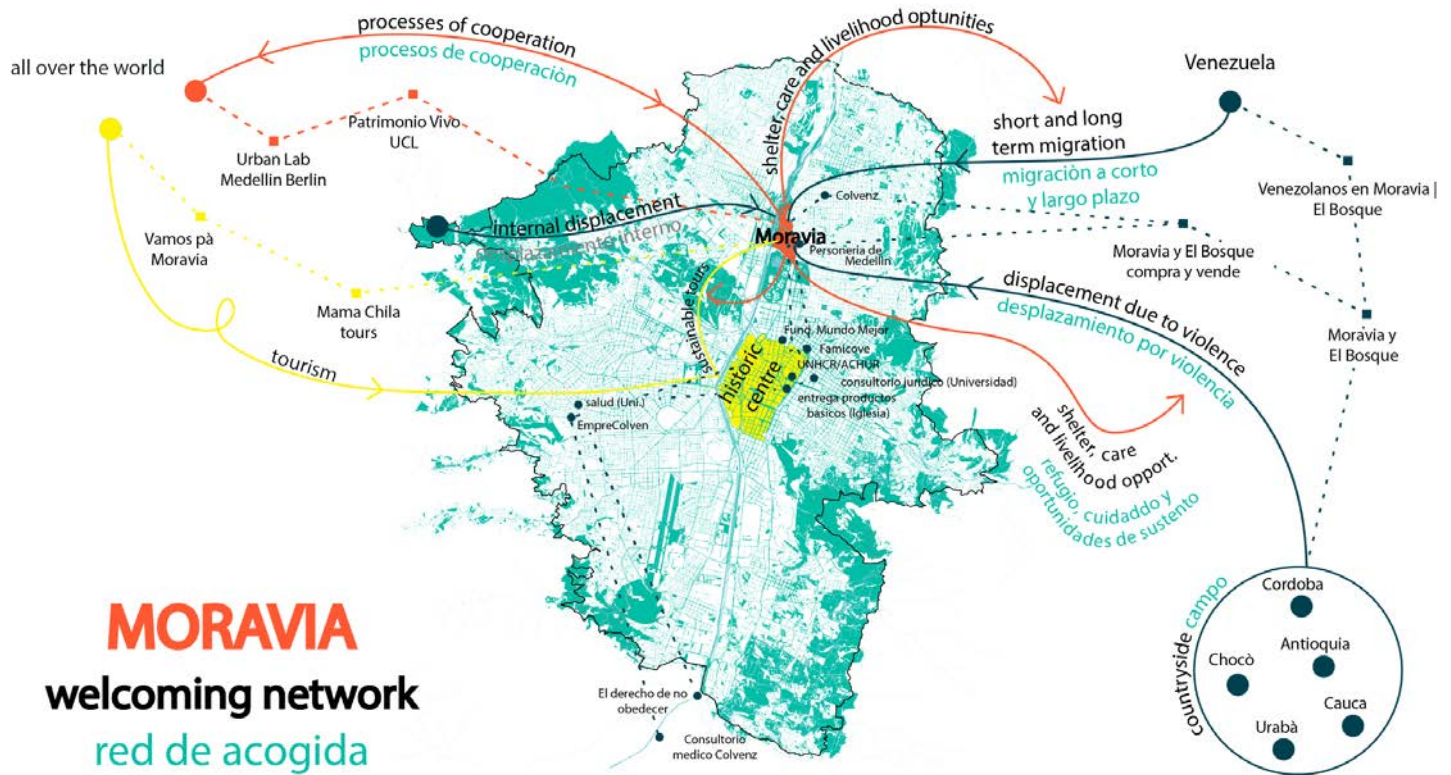 processes of cooperation
procesos de cooperaciòn
all over the world
Patrimonio Vivo
UCL
Urban Lab
Medellin Berlin
Vamos pà
Moravia
Mama Chila
tours
tourism
shelter, care and livelihood optunities
Venezuela
short and long
term migration
migraciòn a corto
y largo plazo
Venezolanos en Moravia |
El Bosque
Colvenz
internal displacement
desplazamiento interno
Moravia
Personeria de
Medellin
Moravia y El Bosque
compra y vende
Moravia y
El Bosque
displacement due to violence
desplazamiento por violencia
sustainable tours
historic
centre
Fund. Mundo Mejor
Famicove
UNHCR/ACHUR
consultorio juridico (Universidad)
entrega productos
basicos (Iglesia)
salud (Uni.)
EmpreColven
shelter, care
and livelihood opport.
refugio, cuidaddo y
oportunidades de sustento
El derecho de no
obedecer
Consultorio
medico Colvenz
countryside campo
Cordoba
Antioquia
Chocò
Cauca
Urabà
MORAVIA
welcoming network
red de acogida